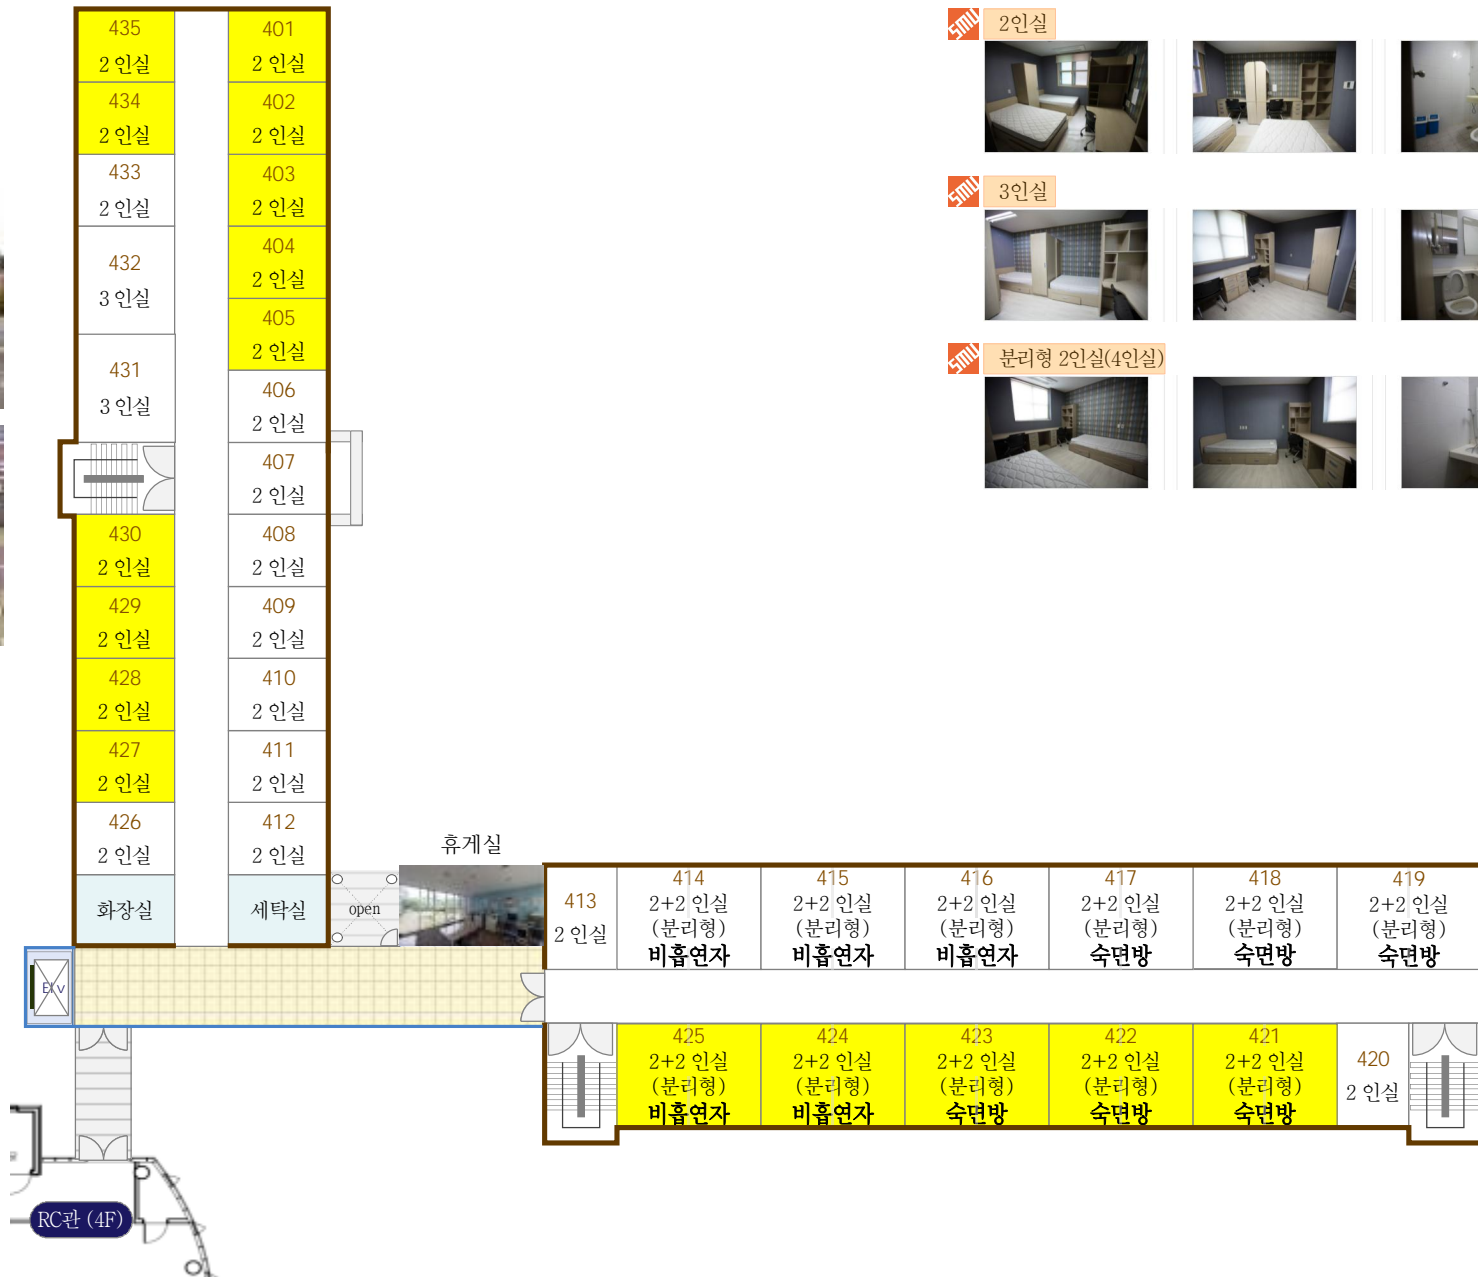 435
2 인실
434
2 인실
433
2 인실
432
3 인실
431
3 인실
430
2 인실
429
2 인실
428
2 인실
427
2 인실
426
2 인실
화장실
401
2 인실
402
2 인실
403
2 인실
404
2 인실
405
2 인실
406
2 인실
407
2 인실
408
2 인실
409
2 인실
410
2 인실
411
2 인실
412
2 인실
세탁실
open
휴게실
Elv
413
2 인실
414
2+2 인실
(분리형)
비흡연자
415
2+2 인실
(분리형)
비흡연자
416
2+2 인실
(분리형)
비흡연자
417
2+2 인실
(분리형)
숙면방
418
2+2 인실
(분리형)
숙면방
419
2+2 인실
(분리형)
숙면방
425
2+2 인실
(분리형)
비흡연자
424
2+2 인실
(분리형)
비흡연자
423
2+2 인실
(분리형)
숙면방
422
2+2 인실
(분리형)
숙면방
421
2+2 인실
(분리형)
숙면방
420
2 인실
RC관 (4F)
SMU 2인실
SMU 3인실
SMU 분리형 2인실(4인실)